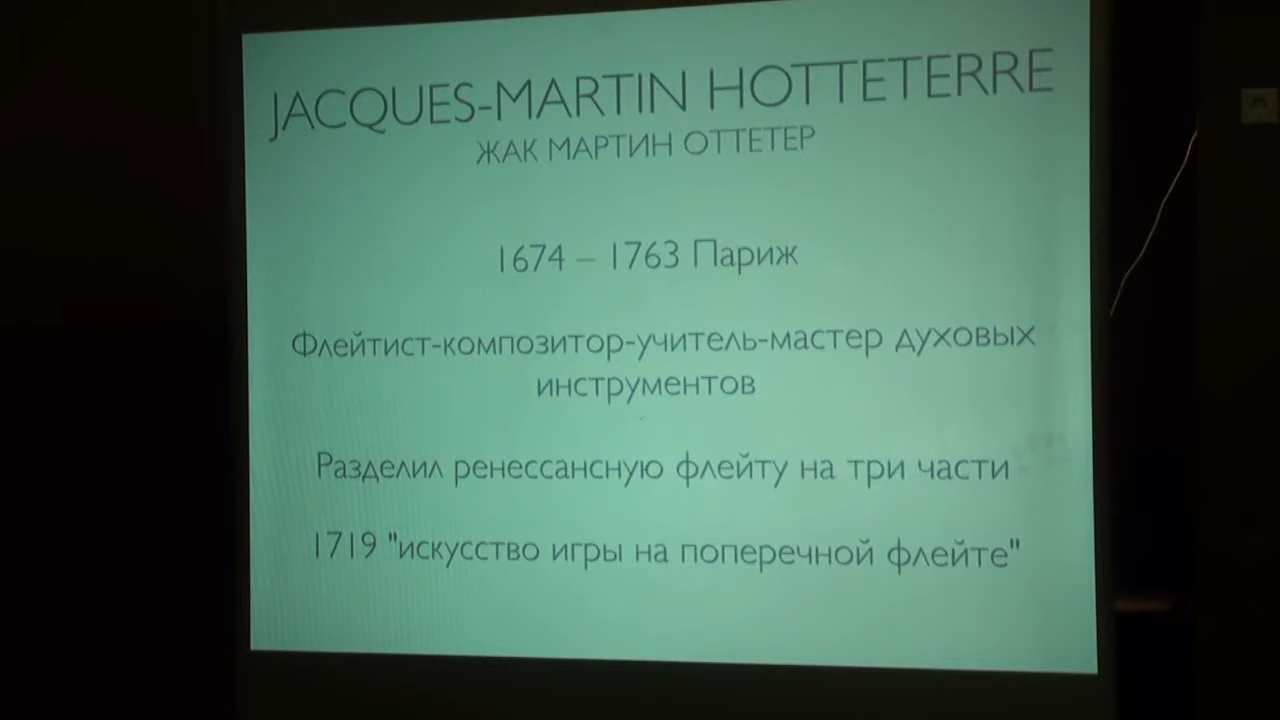 JACQUES-MARTIN HOTTETERRE
ЖАК МАРТИН ОТТЕТЕР
1674 – 1763 Париж
Флейтист-композитор-учитель-мастер духовых
инструментов
Разделил ренессансную флейту на три части
1719 "искусство игры на поперечной флейте"